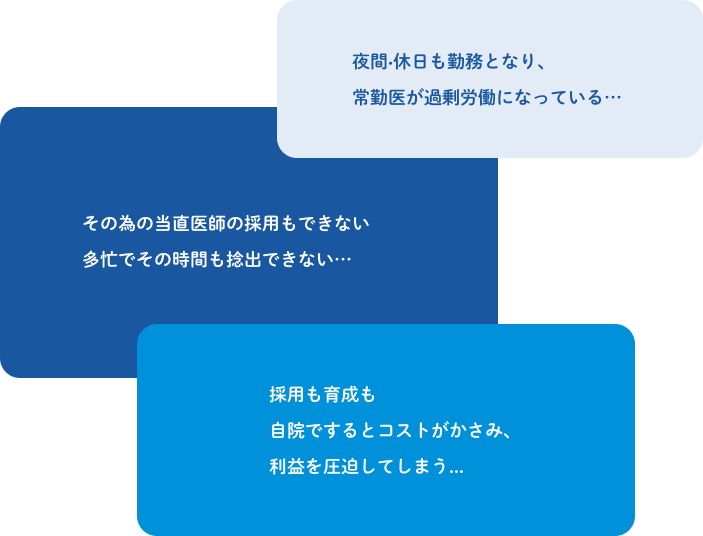 夜間·休日も勤務となり、
常勤医が過剰労働になっている…
その為の当直医師の採用もできない
多忙でその時間も捻出できない…
採用も育成も
自院でするとコストがかさみ、
利益を圧迫してしまう...